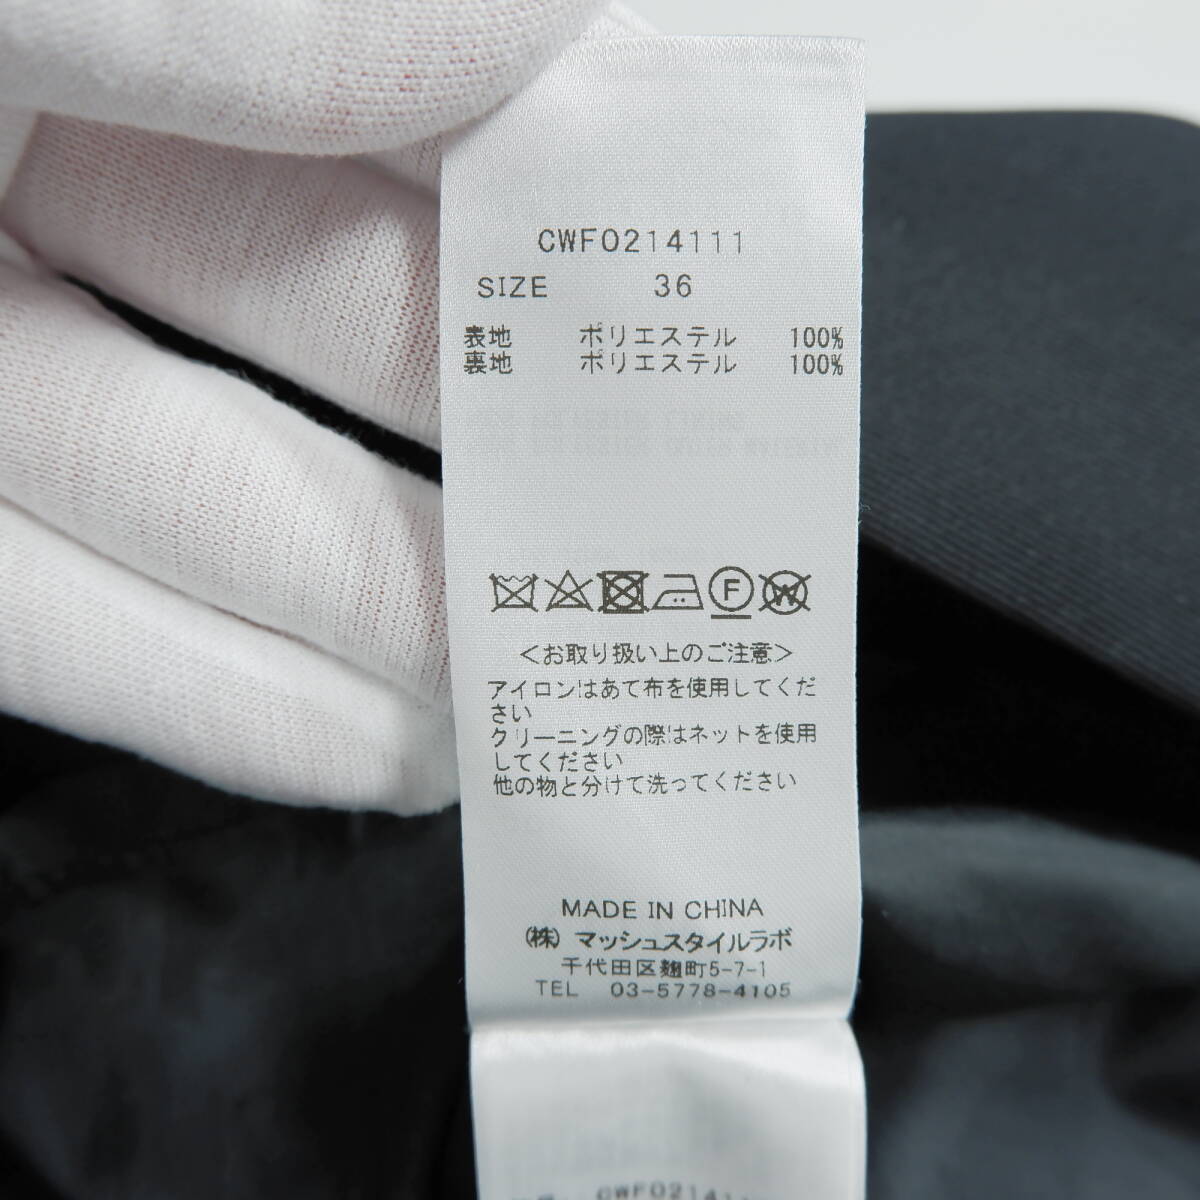 CWF0214111
SIZE 36
表地 ポリエステル 100%
裏地 ポリエステル 100%
F W
<お取り扱い上のご注意>
アイロンはあて布を使用してくだ
さい
クリーニングの際はネットを使用
してください
他の物と分けて洗ってください
MADE IN CHINA
(株) マッシュスタイルラボ
千代田区麹町5-7-1
TEL 03-5778-4105